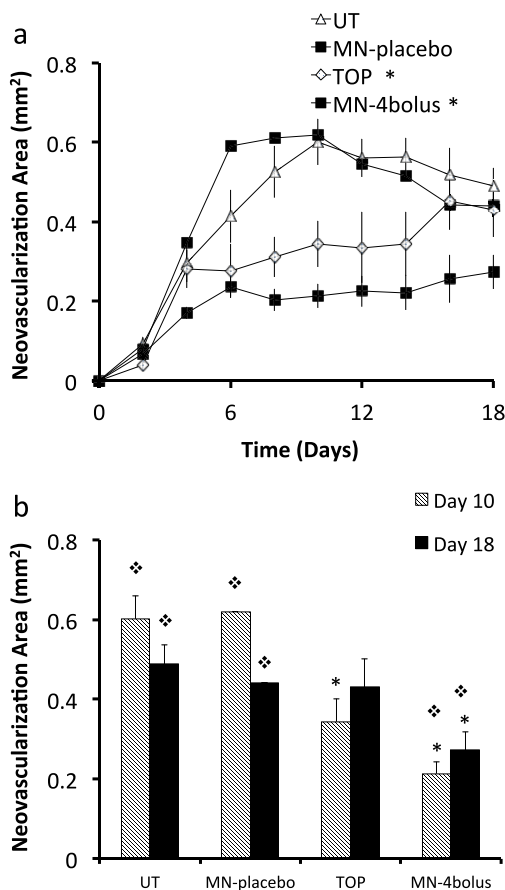 a
UT
MN-placebo
TOP *
MN-4bolus *
Neovascularization Area (mm²)
0.8
0.6
0.4
0.2
0
0 6 12 18
Time (Days)
b
Day 10
Day 18
Neovascularization Area (mm²)
0.8
0.6
0.4
0.2
0
❖ ❖ ❖ ❖ * ❖ * ❖ *
UT MN-placebo TOP MN-4bolus